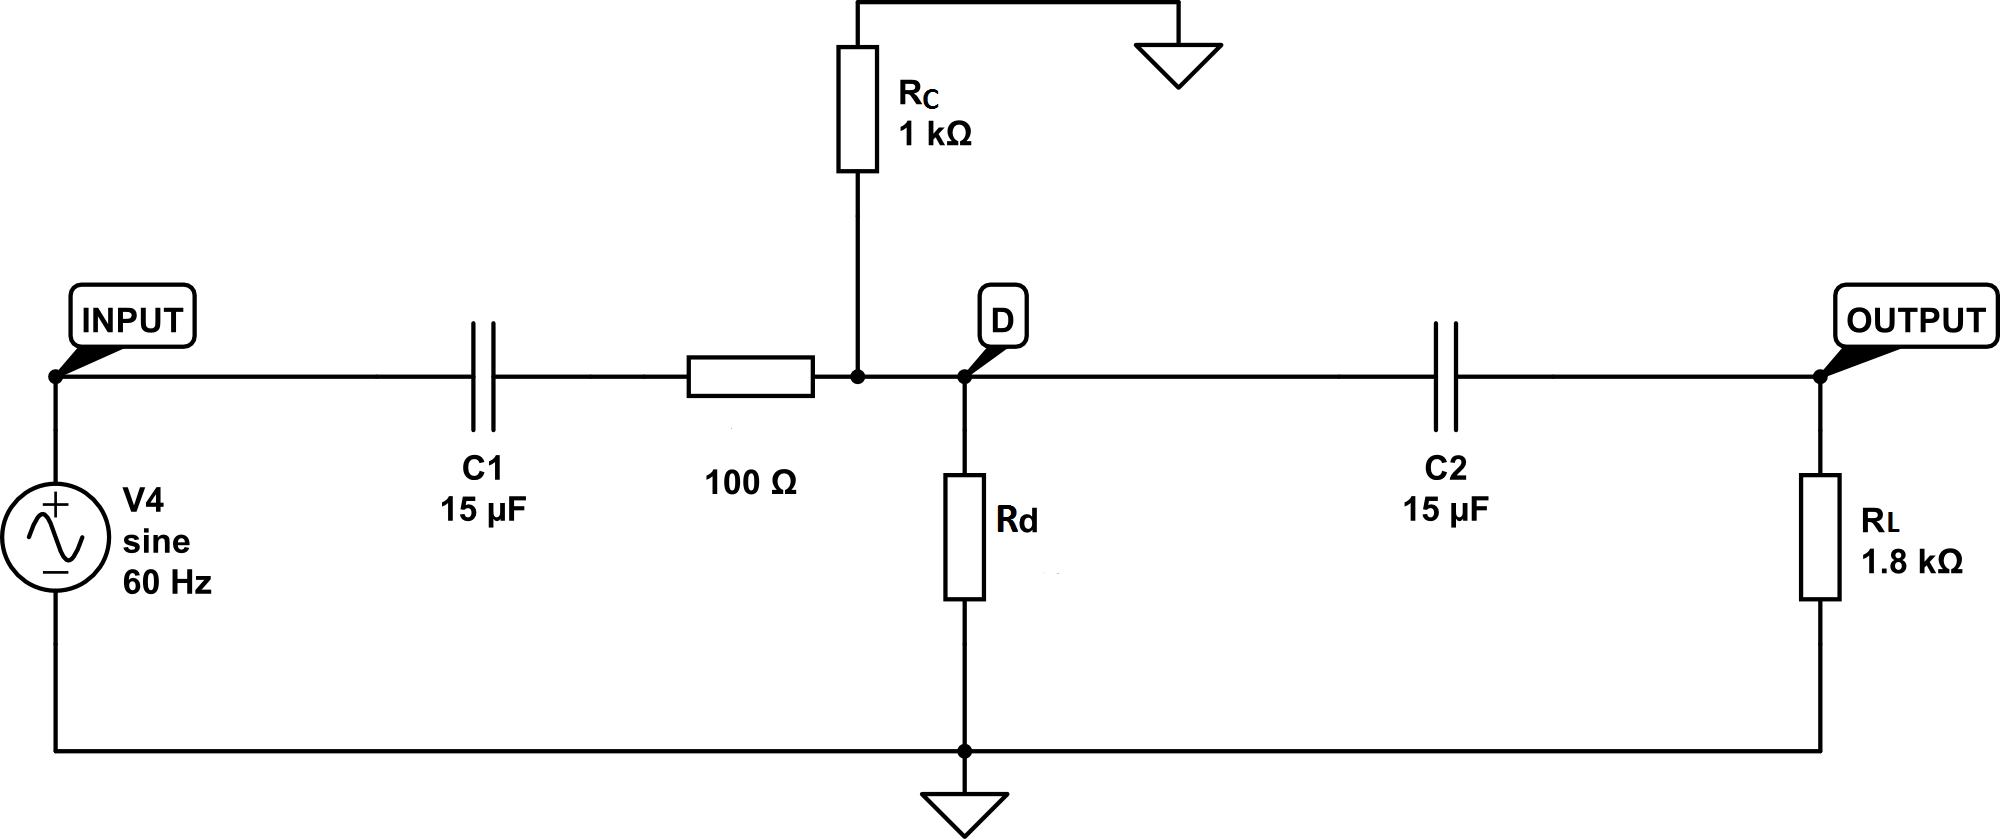 RC
1 kΩ
INPUT
D
OUTPUT
C1
15 µF
100 Ω
C2
15 µF
V4
sine
60 Hz
Rd
RL
1.8 kΩ